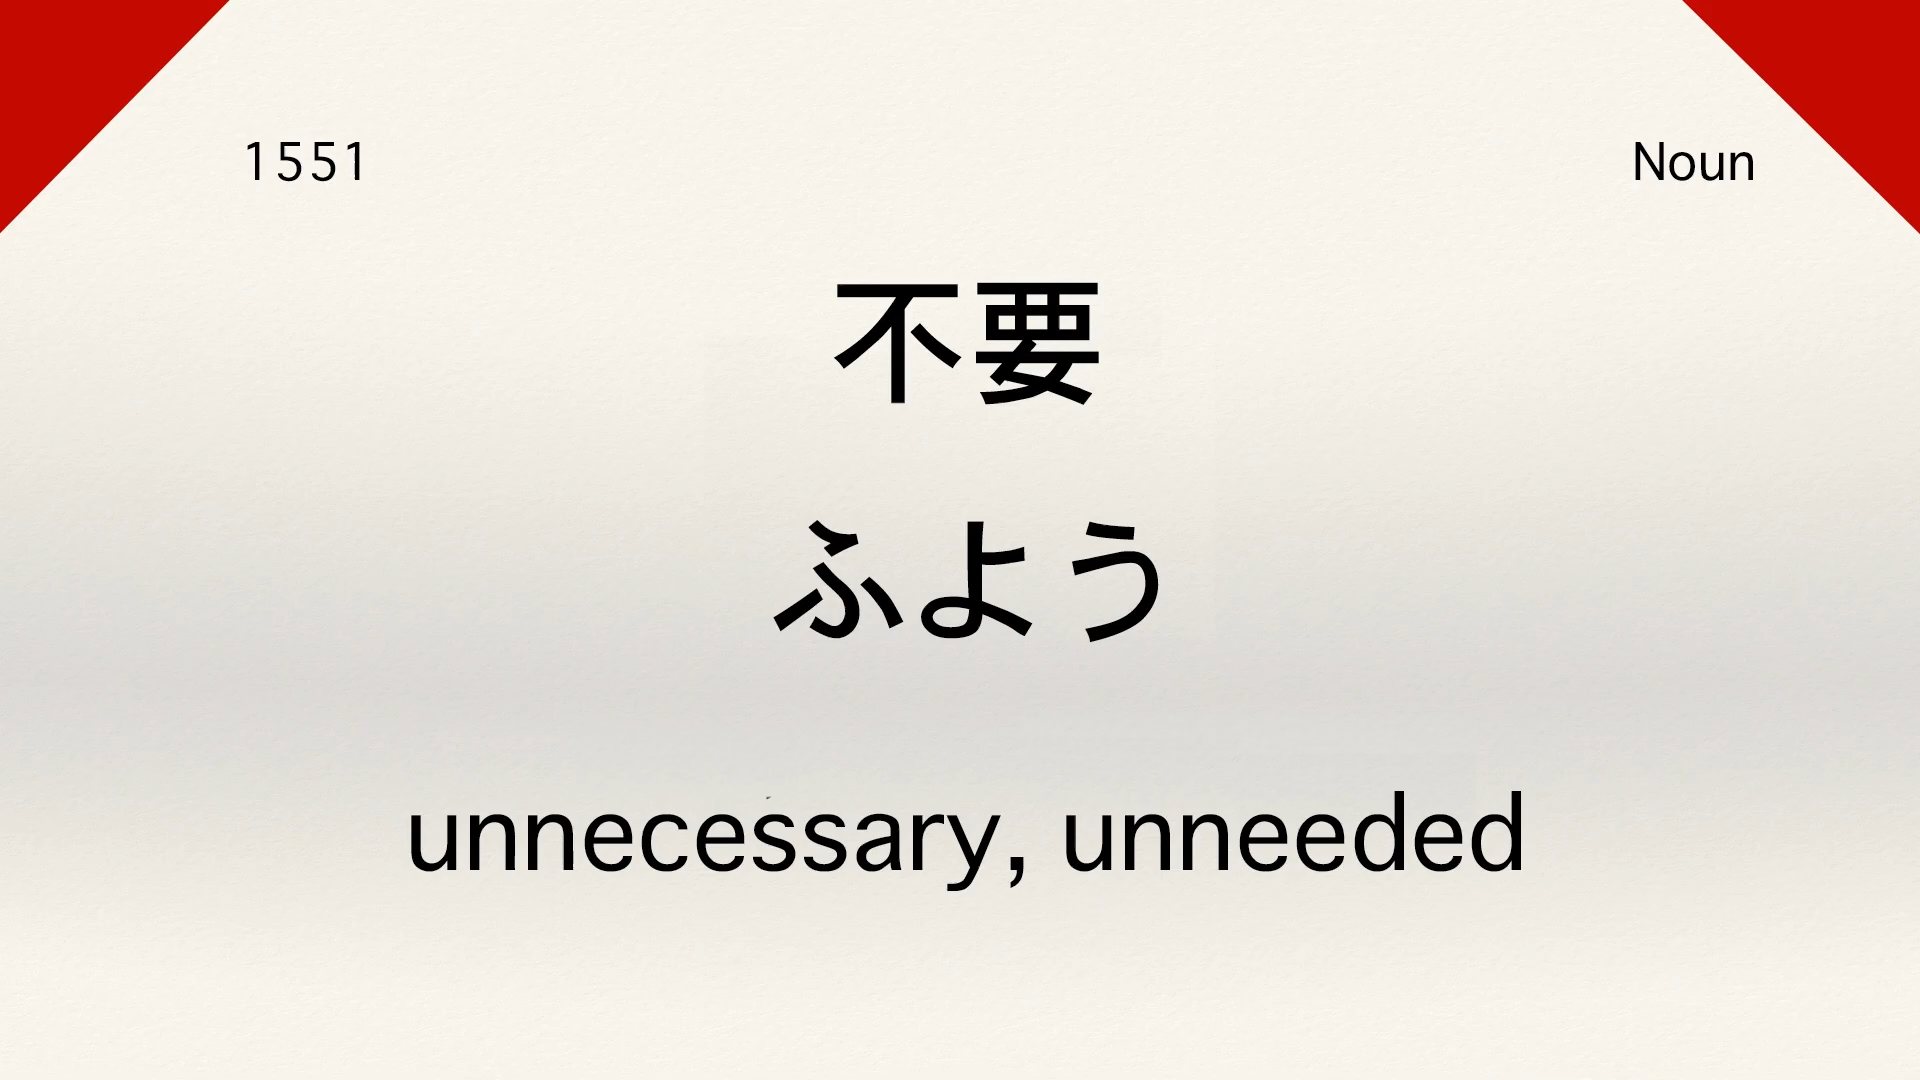 1551
Noun
不要
ふよう
unnecessary, unneeded